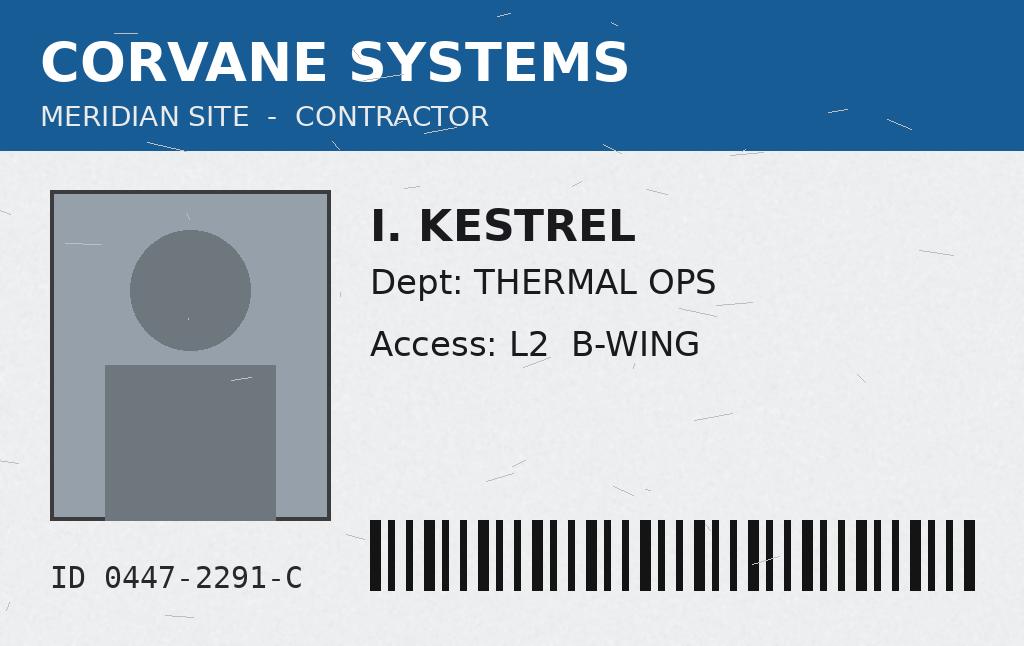 CORVANE SYSTEMS
MERIDIAN SITE - CONTRACTOR
I. KESTREL
Dept: THERMAL OPS
Access: L2 B-WING
ID 0447-2291-C